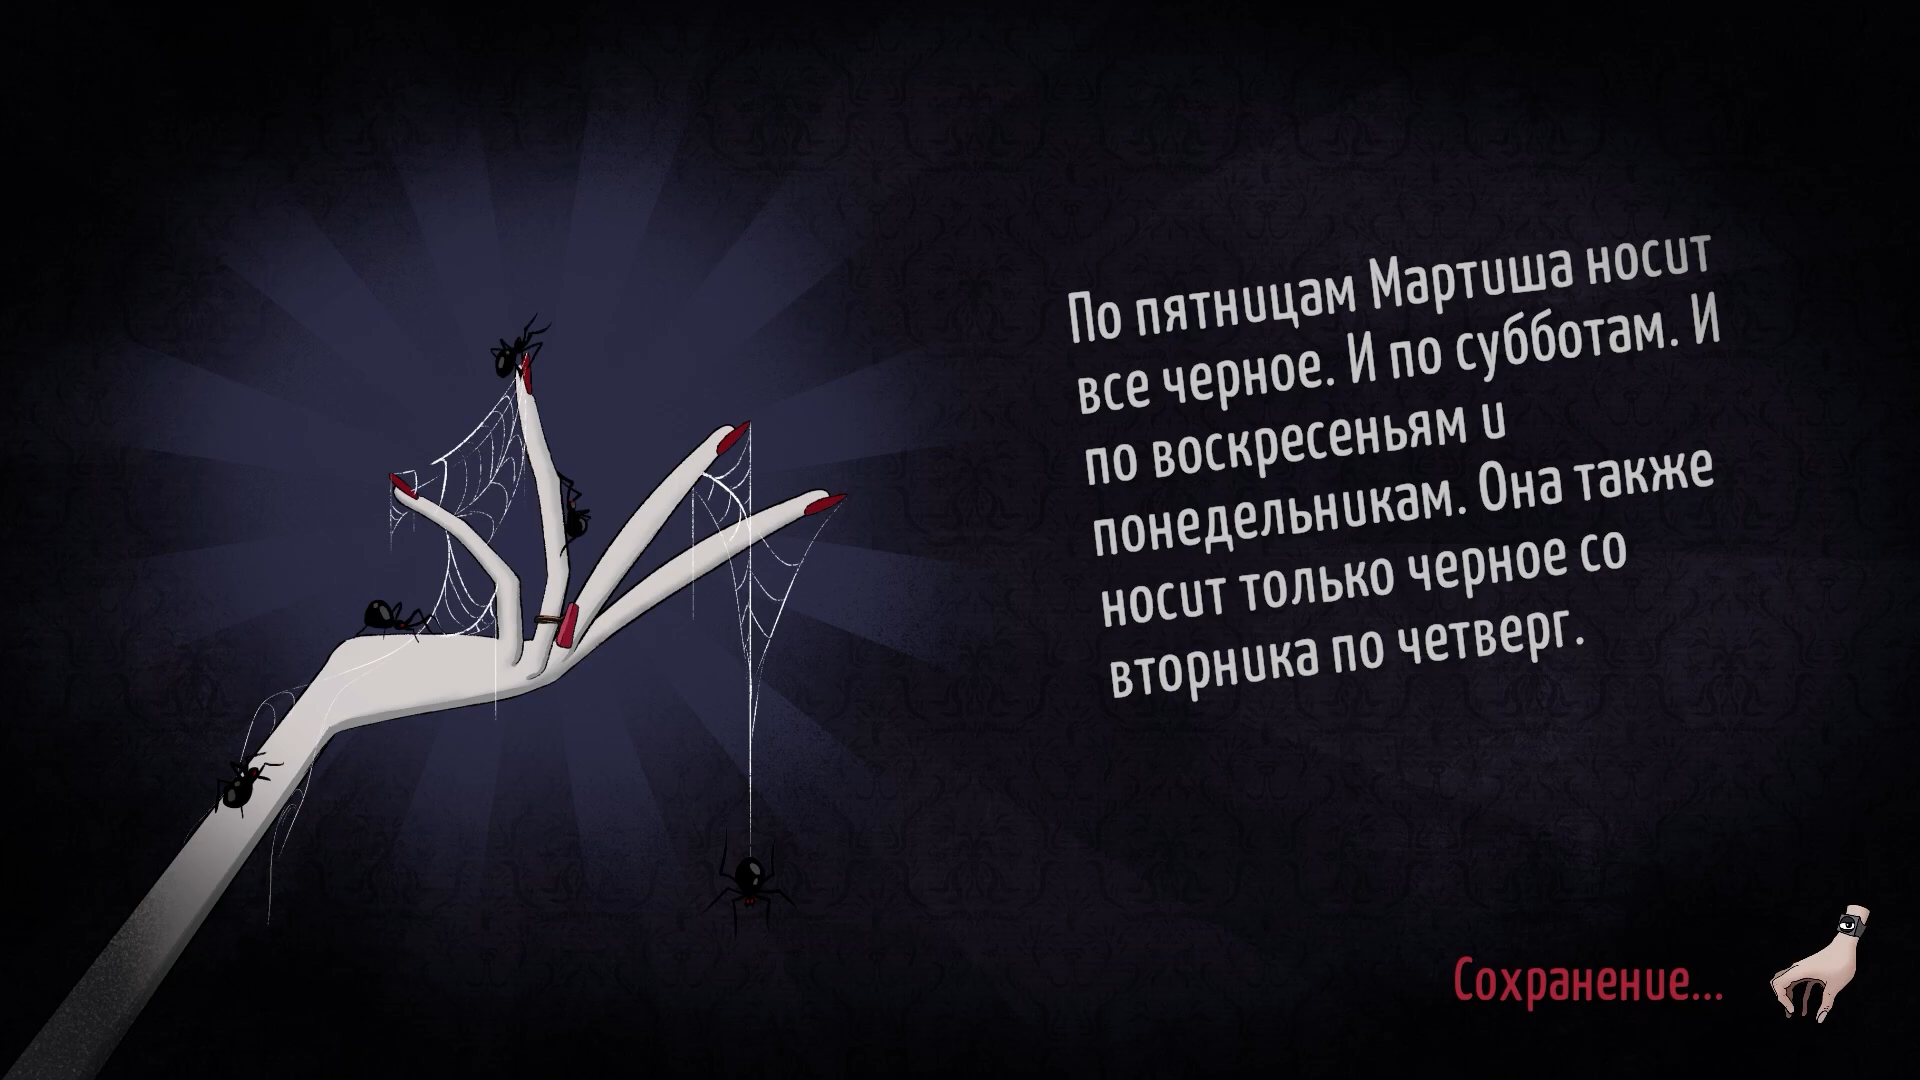 По пятницам Мартиша носит
все черное. И по субботам. И
по воскресеньям и
понедельникам. Она также
носит только черное со
вторника по четверг.
Сохранение...